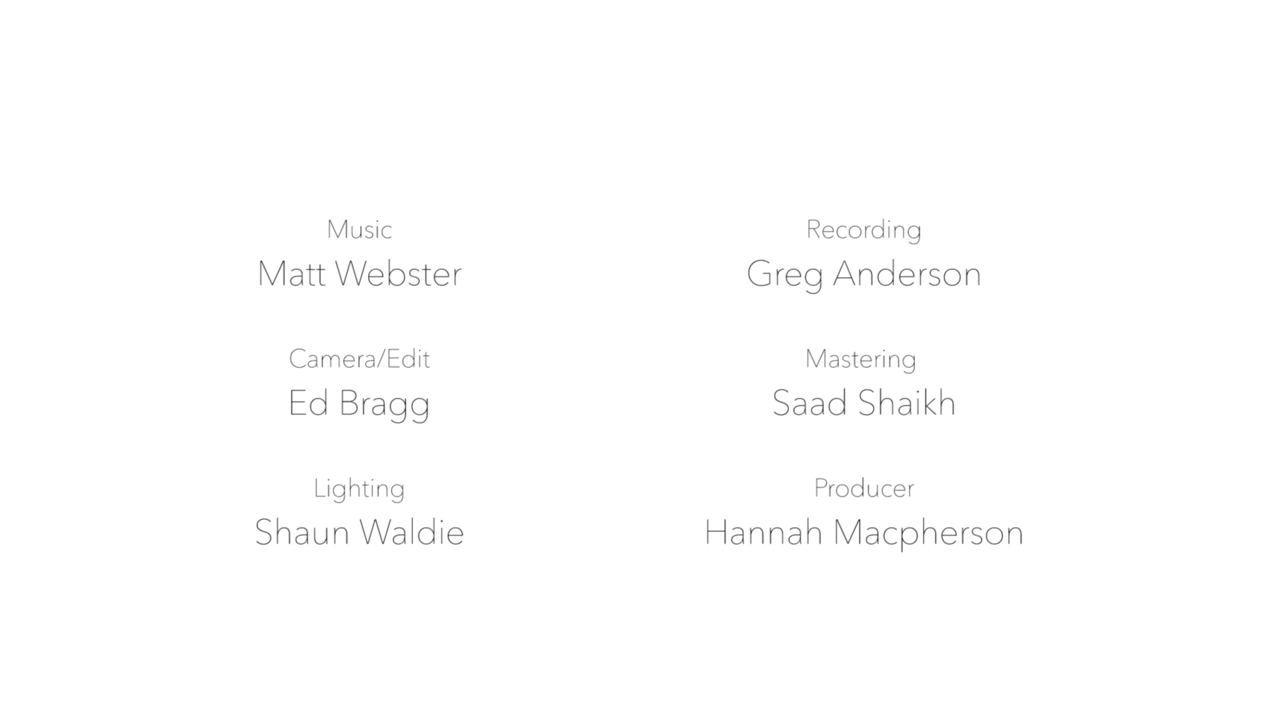 Music
Matt Webster
Camera/Edit
Ed Bragg
Lighting
Shaun Waldie
Recording
Greg Anderson
Mastering
Saad Shaikh
Producer
Hannah Macpherson